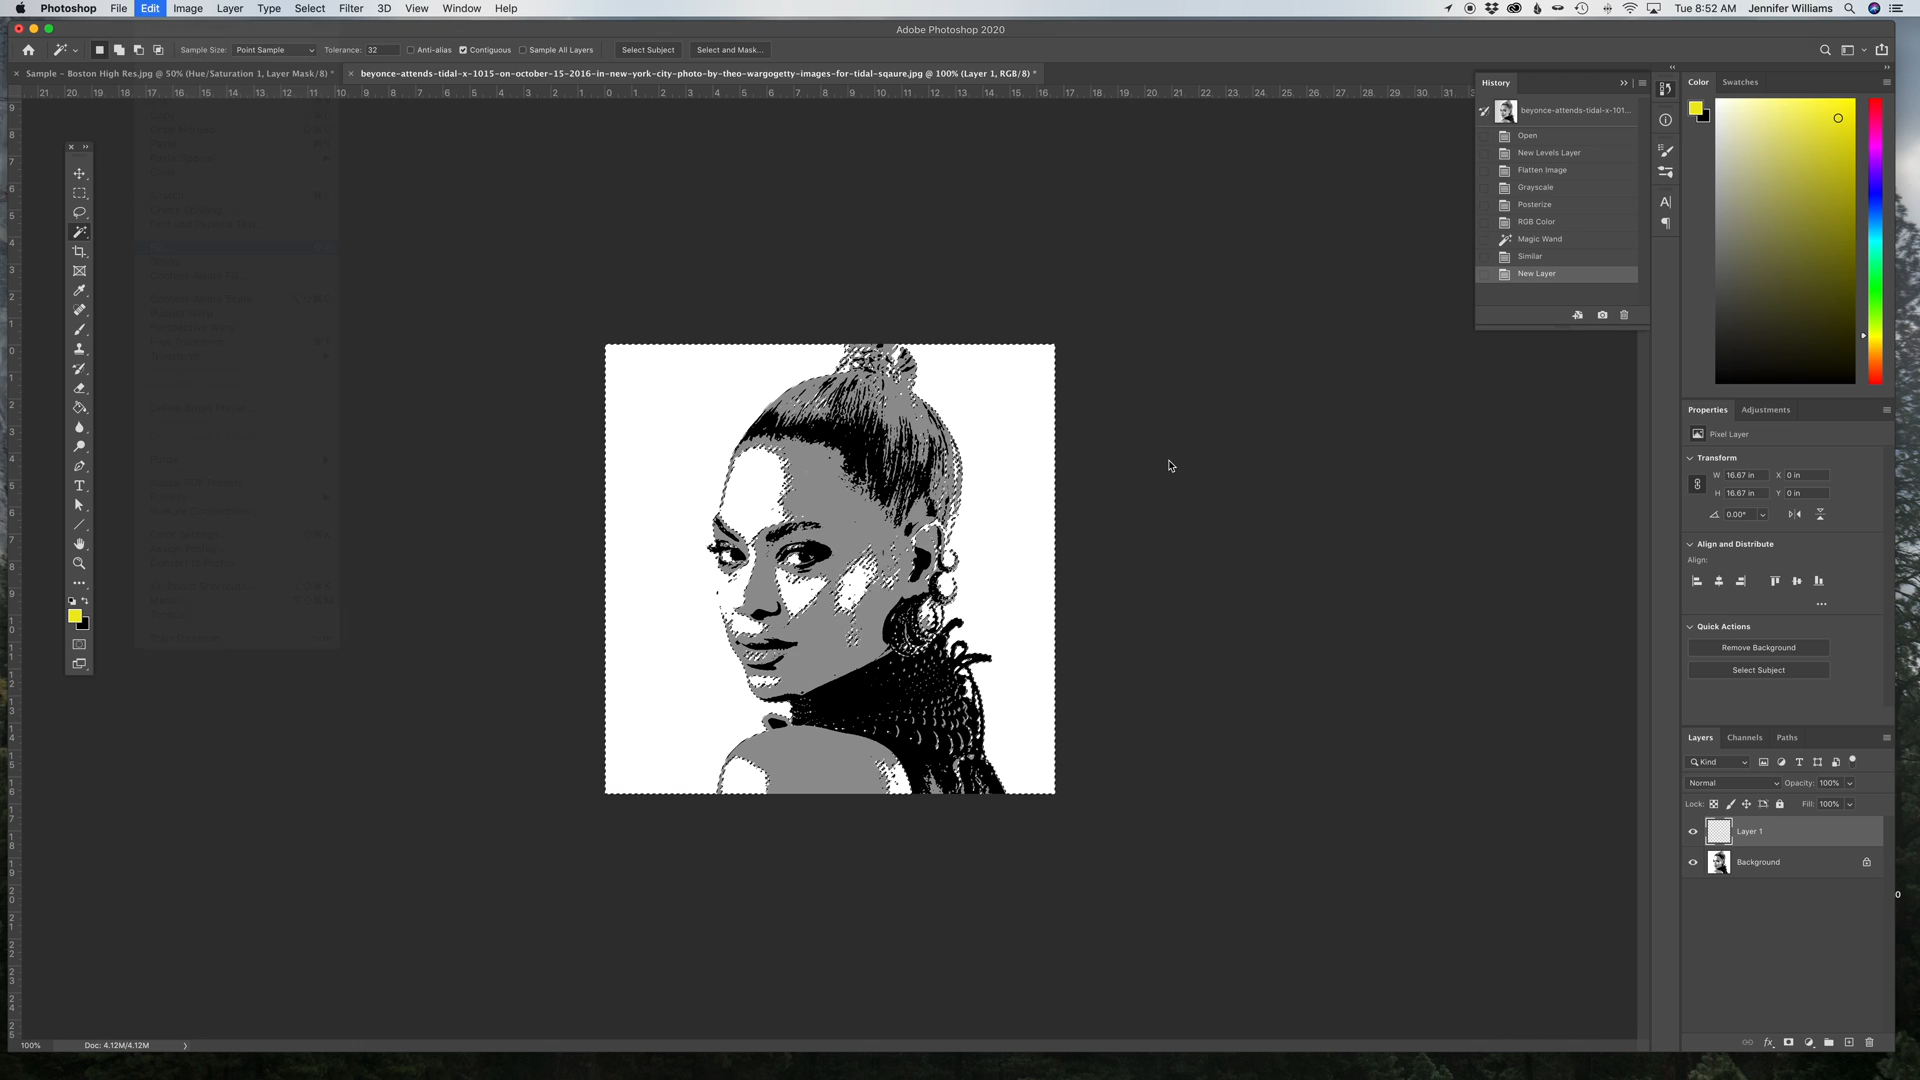 Photoshop File Edit Image Layer Type Select Filter 3D View Window Help Tue 8:52 AM Jennifer Williams
Adobe Photoshop 2020
Sample Size: Point Sample Tolerance: 32 Anti-alias Contiguous Sample All Layers Select Subject Select and Mask...
Sample – Boston High Res.jpg @ 50% (Hue/Saturation 1, Layer Mask/8) * beyonce-attends-tidal-x-1015-on-october-15-2016-in-new-york-city-photo-by-theo-wargogetty-images-for-tidal-sqaure.jpg @ 100% (Layer 1, RGB/8) *
History
beyonce-attends-tidal-x-101...
Open
New Levels Layer
Flatten Image
Grayscale
Posterize
RGB Color
Magic Wand
Similar
New Layer
Color Swatches
Properties Adjustments
Pixel Layer
Transform
W 16.67 in X 0 in
H 16.67 in Y 0 in
0.00°
Align and Distribute
Align:
Quick Actions
Remove Background
Select Subject
Layers Channels Paths
Kind
Normal Opacity: 100%
Lock: Fill: 100%
Layer 1
Background
100% Doc: 4.12M/4.12M